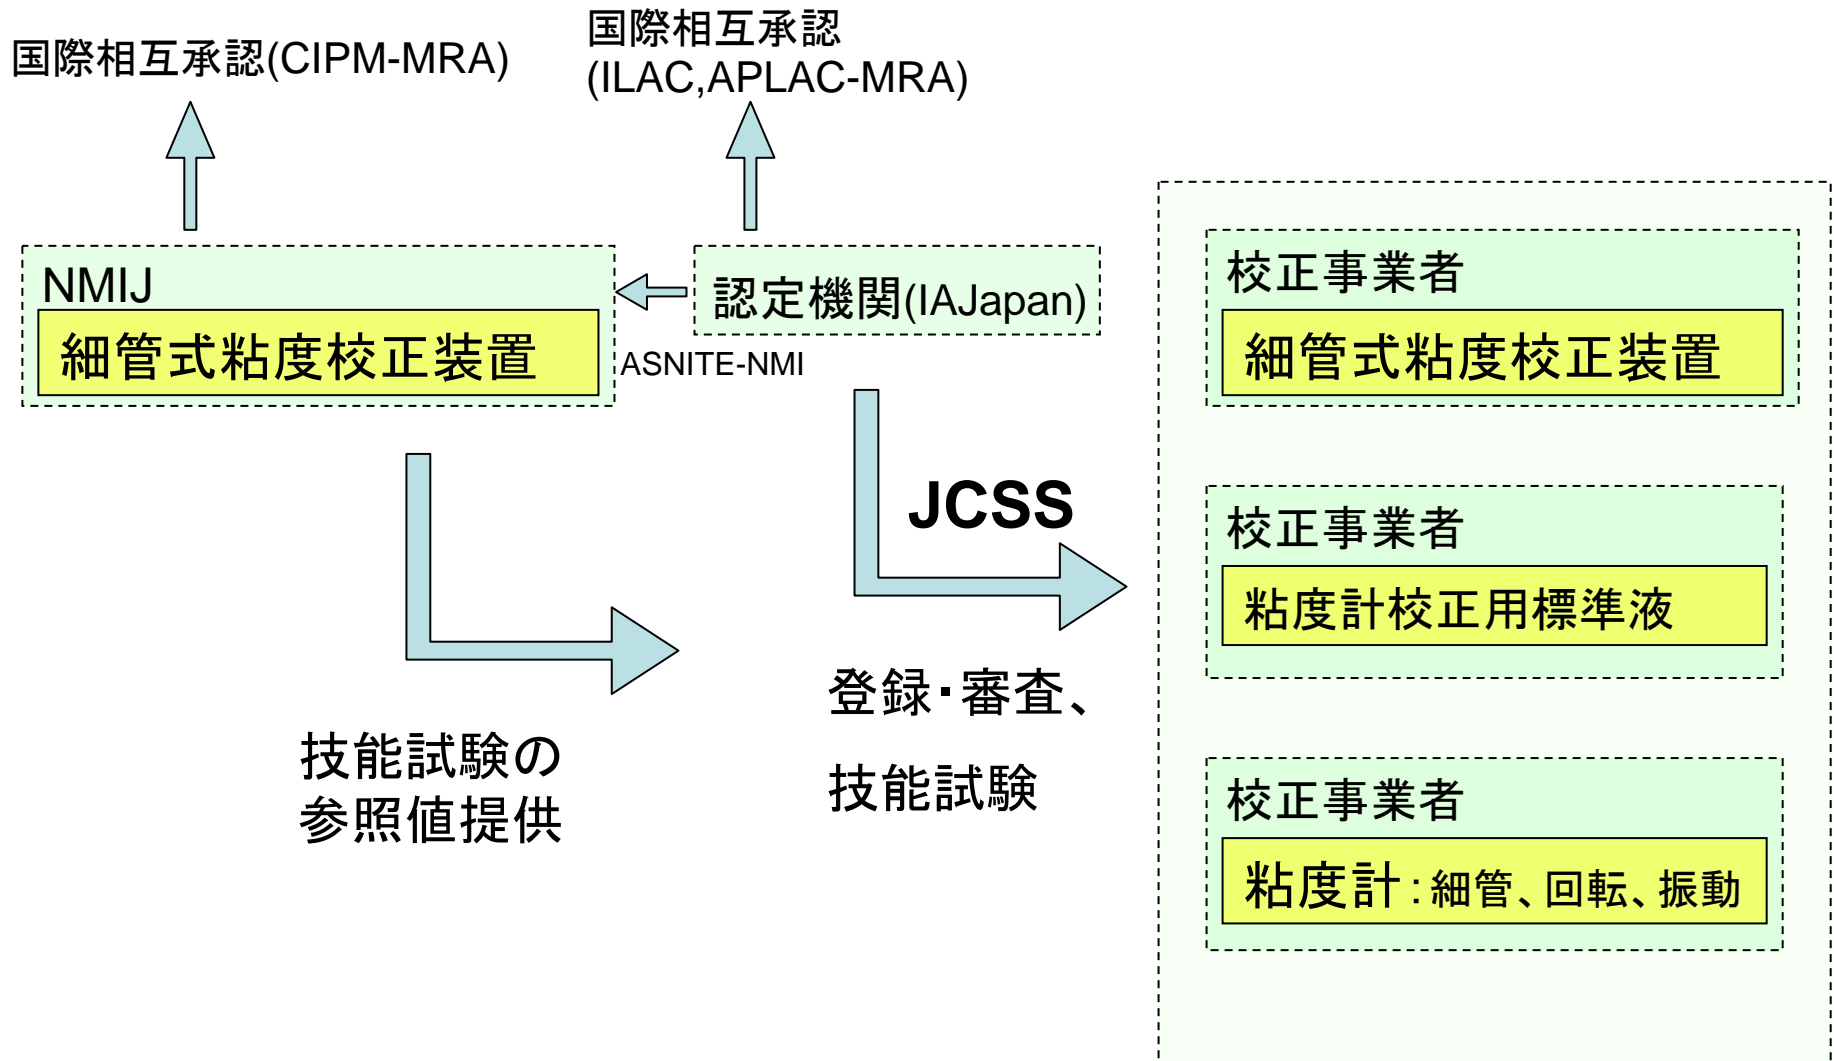 国際相互承認(CIPM-MRA)
国際相互承認
(ILAC,APLAC-MRA)
NMIJ
細管式粘度校正装置
認定機関(IAJapan)
ASNITE-NMI
JCSS
技能試験の
参照値提供
登録・審査、
技能試験
校正事業者
細管式粘度校正装置
校正事業者
粘度計校正用標準液
校正事業者
粘度計：細管、回転、振動